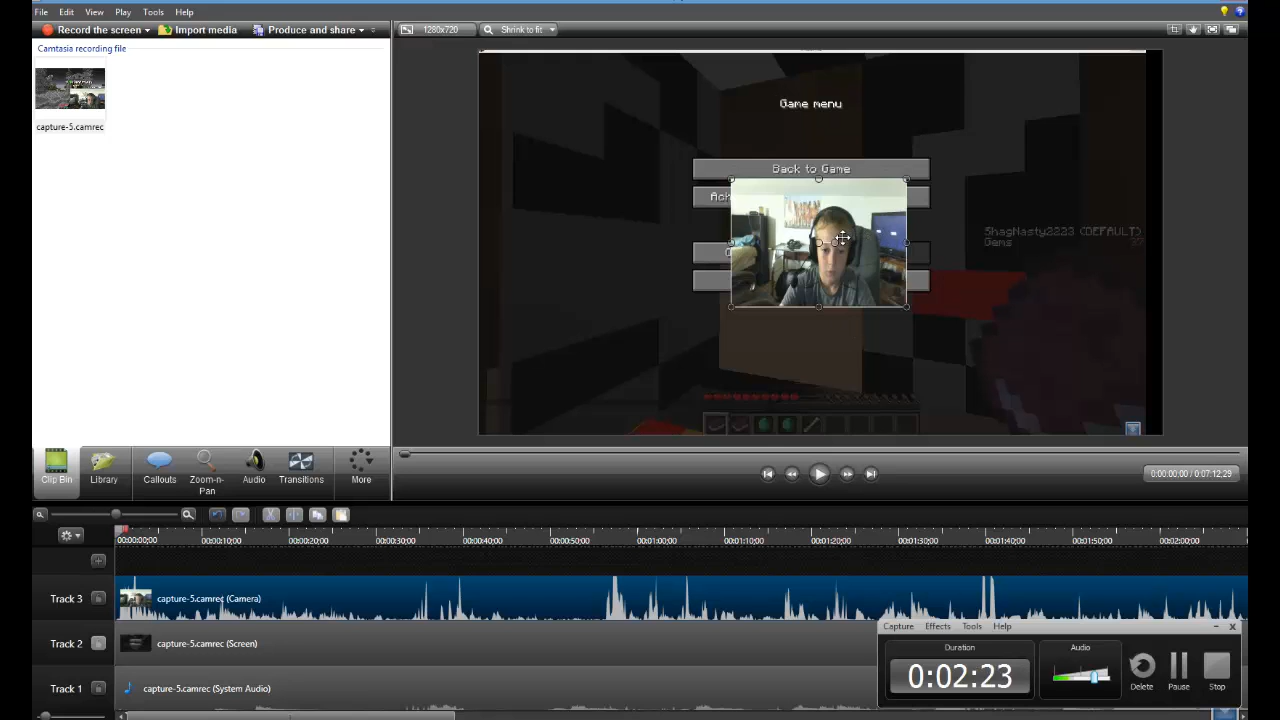 File Edit View Play Tools Help
Record the screen Import media Produce and share
1280x720 Shrink to fit
Camtasia recording file
capture-5.camrec
Game menu
Back to Game
Ach
ShagNasty2223 (DEFAULT)
Gems
Clip Bin Library Callouts Zoom-n-Pan Audio Transitions More
0:00:00;00 / 0:07:12;29
00:00:00;00 00:00:10;00 00:00:20;00 00:00:30;00 00:00:40;00 00:00:50;00 00:01:00;00 00:01:10;00 00:01:20;00 00:01:30;00 00:01:40;00 00:01:50;00 00:02:00;00
Track 3 capture-5.camrec (Camera)
Track 2 capture-5.camrec (Screen)
Track 1 capture-5.camrec (System Audio)
Capture Effects Tools Help
Duration Audio
0:02:23
Delete Pause Stop